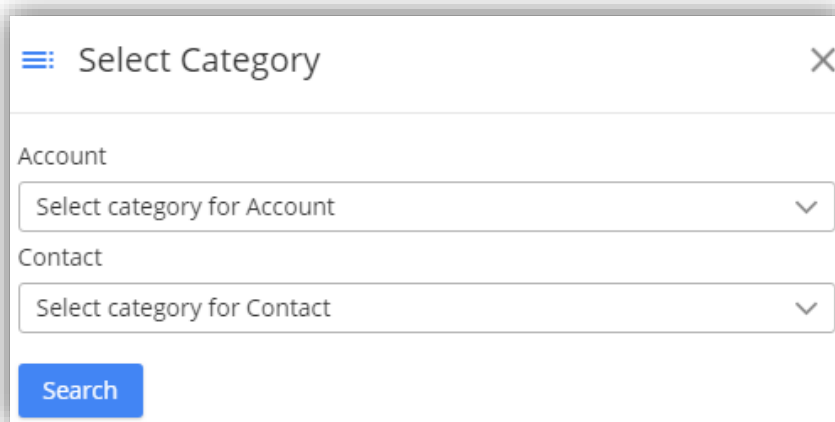 Select Category
Account
Select category for Account
Contact
Select category for Contact
Search